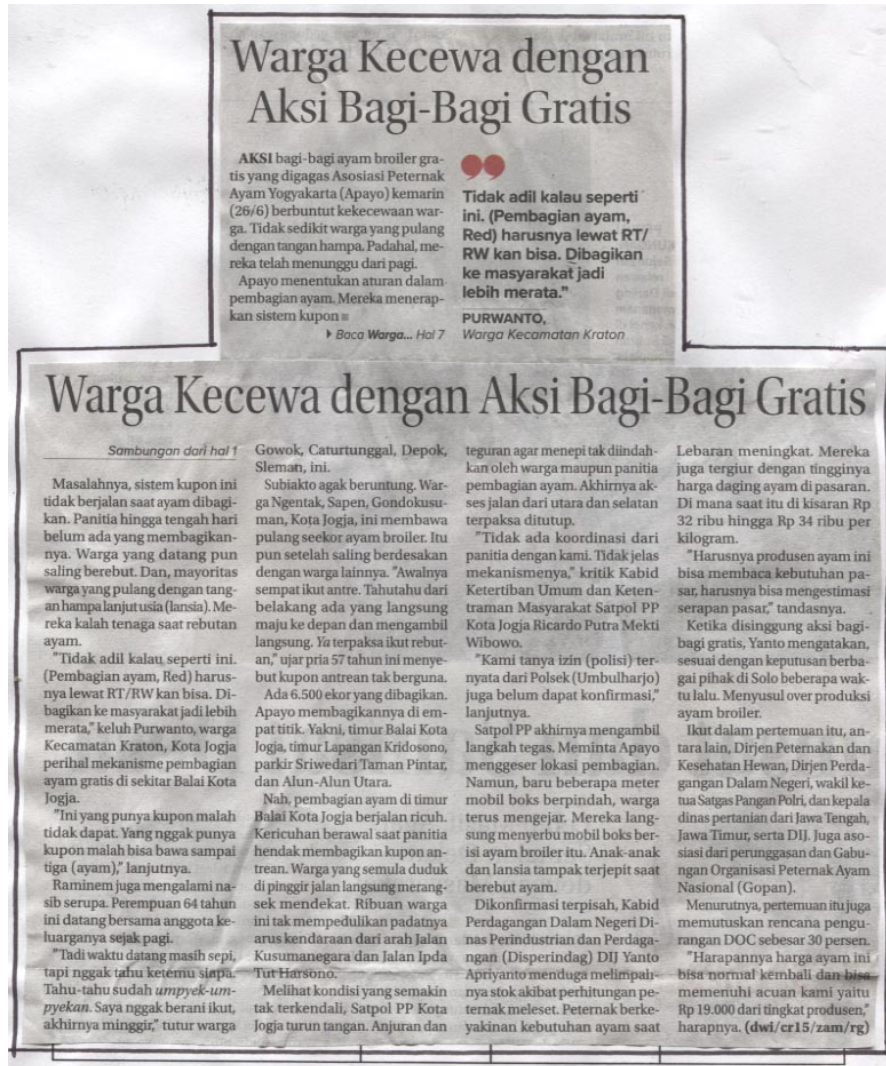 Warga Kecewa dengan
Aksi Bagi-Bagi Gratis
AKSI bagi-bagi ayam broiler gra-
tis yang digagas Asosiasi Peternak
Ayam Yogyakarta (Apayo) kemarin
(26/6) berbuntut kekecewaan war-
ga. Tidak sedikit warga yang pulang
dengan tangan hampa. Padahal, me-
reka telah menunggu dari pagi.
Apayo menentukan aturan dalam
pembagian ayam. Mereka menerap-
kan sistem kupon
Baca Warga... Hal 7
Tidak adil kalau seperti
ini. (Pembagian ayam,
Red) harusnya lewat RT/
RW kan bisa. Dibagikan
ke masyarakat jadi
lebih merata."
PURWANTO,
Warga Kecamatan Kraton
Warga Kecewa dengan Aksi Bagi-Bagi Gratis
Sambungan dari hal 1
Masalahnya, sistem kupon ini
tidak berjalan saat ayam dibagi-
kan. Panitia hingga tengah hari
belum ada yang membagikan-
nya. Warga yang datang pun
saling berebut. Dan, mayoritas
warga yang pulang dengan tang-
an hampa lanjut usia (lansia). Me-
reka kalah tenaga saat rebutan
ayam.
"Tidak adil kalau seperti ini.
(Pembagian ayam, Red) harus-
nya lewat RT/RW kan bisa. Di-
bagikan ke masyarakat jadi lebih
merata," keluh Purwanto, warga
Kecamatan Kraton, Kota Jogja
perihal mekanisme pembagian
ayam gratis di sekitar Balai Kota
Jogja.
"Ini yang punya kupon malah
tidak dapat. Yang nggak punya
kupon malah bisa bawa sampai
tiga (ayam)," lanjutnya.
Raminem juga mengalami na-
sib serupa. Perempuan 64 tahun
ini datang bersama anggota ke-
luarganya sejak pagi.
"Tadi waktu datang masih sepi,
tapi nggak tahu ketemu siapa.
Tahu-tahu sudah umpyek-um-
pyekan. Saya nggak berani ikut,
akhirnya minggir," tutur warga
Gowok, Caturtunggal, Depok,
Sleman, ini.
Subiakto agak beruntung. War-
ga Ngentak, Sapen, Gondokusu-
man, Kota Jogja, ini membawa
pulang seekor ayam broiler. Itu
pun setelah saling berdesakan
dengan warga lainnya. "Awalnya
sempat ikut antre. Tahutahu dari
belakang ada yang langsung
maju ke depan dan mengambil
langsung. Ya terpaksa ikut rebut-
an," ujar pria 57 tahun ini menye-
but kupon antrean tak berguna.
Ada 6.500 ekor yang dibagikan.
Apayo membagikannya di em-
pat titik. Yakni, timur Balai Kota
Jogja, timur Lapangan Kridosono,
parkir Sriwedari Taman Pintar,
dan Alun-Alun Utara.
Nah, pembagian ayam di timur
Balai Kota Jogja berjalan ricuh.
Kericuhan berawal saat panitia
hendak membagikan kupon an-
trean. Warga yang semula duduk
di pinggir jalan langsung merang-
sek mendekat. Ribuan warga
ini tak mempedulikan padatnya
arus kendaraan dari arah Jalan
Kusumanegara dan Jalan Ipda
Tut Harsono.
Melihat kondisi yang semakin
tak terkendali, Satpol PP Kota
Jogja turun tangan. Anjuran dan
teguran agar menepi tak diindah-
kan oleh warga maupun panitia
pembagian ayam. Akhirnya ak-
ses jalan dari utara dan selatan
terpaksa ditutup.
"Tidak ada koordinasi dari
panitia dengan kami. Tidak jelas
mekanismenya," kritik Kabid
Ketertiban Umum dan Keten-
traman Masyarakat Satpol PP
Kota Jogja Ricardo Putra Mekti
Wibowo.
"Kami tanya izin (polisi) ter-
nyata dari Polsek (Umbulharjo)
juga belum dapat konfirmasi,"
lanjutnya.
Satpol PP akhirnya mengambil
langkah tegas. Meminta Apayo
menggeser lokasi pembagian.
Namun, baru beberapa meter
mobil boks berpindah, warga
terus mengejar. Mereka lang-
sung menyerbu mobil boks ber-
isi ayam broiler itu. Anak-anak
dan lansia tampak terjepit saat
berebut ayam.
Dikonfirmasi terpisah, Kabid
Perdagangan Dalam Negeri Di-
nas Perindustrian dan Perdaga-
ngan (Disperindag) DIJ Yanto
Apriyanto menduga melimpah-
nya stok akibat perhitungan pe-
ternak meleset. Peternak berke-
yakinan kebutuhan ayam saat
Lebaran meningkat. Mereka
juga tergiur dengan tingginya
harga daging ayam di pasaran.
Di mana saat itu di kisaran Rp
32 ribu hingga Rp 34 ribu per
kilogram.
"Harusnya produsen ayam ini
bisa membaca kebutuhan pa-
sar, harusnya bisa mengestimasi
serapan pasar," tandasnya.
Ketika disinggung aksi bagi-
bagi gratis, Yanto mengatakan,
sesuai dengan keputusan berba-
gai pihak di Solo beberapa wak-
tu lalu. Menyusul over produksi
ayam broiler.
Ikut dalam pertemuan itu, an-
tara lain, Dirjen Peternakan dan
Kesehatan Hewan, Dirjen Perda-
gangan Dalam Negeri, wakil ke-
tua Satgas Pangan Polri, dan kepala
dinas pertanian dari Jawa Tengah,
Jawa Timur, serta DIJ. Juga aso-
siasi dari perunggasan dan Gabu-
ngan Organisasi Peternak Ayam
Nasional (Gopan).
Menurutnya, pertemuan itu juga
memutuskan rencana pengu-
rangan DOC sebesar 30 persen.
"Harapannya harga ayam ini
bisa normal kembali dan bisa
memenuhi acuan kami yaitu
Rp 19.000 dari tingkat produsen,"
harapnya. (dwi/cr15/zam/rg)